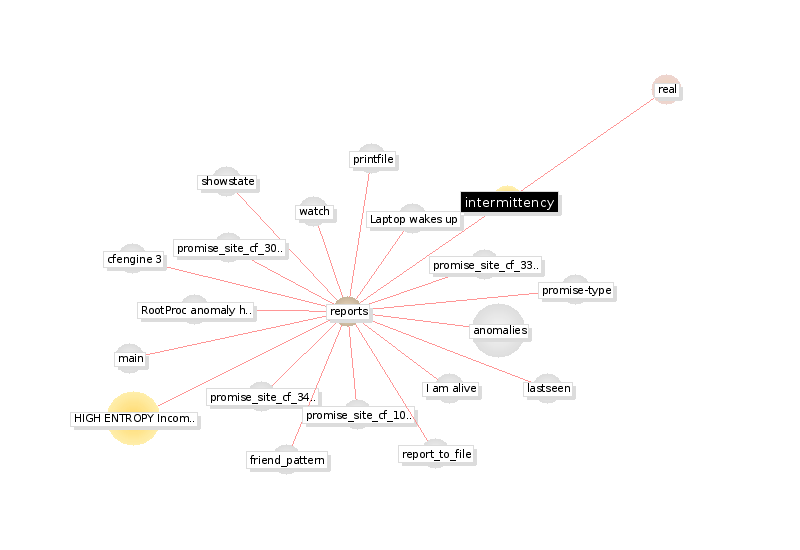 real
printfile
showstate
intermittency
watch
Laptop wakes up
promise_site_cf_30..
cfengine 3
promise_site_cf_33..
promise-type
RootProc anomaly h..
reports
anomalies
main
I am alive
lastseen
promise_site_cf_34..
promise_site_cf_10..
HIGH ENTROPY Incom..
report_to_file
friend_pattern